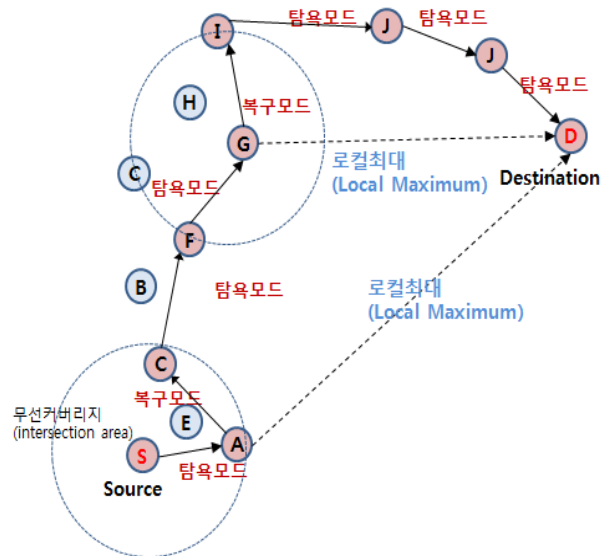 I
탐욕모드
J
탐욕모드
J
탐욕모드
H
복구모드
G
D
로컬최대
(Local Maximum)
Destination
C
탐욕모드
F
B
탐욕모드
로컬최대
(Local Maximum)
C
복구모드
무선커버리지
(intersection area)
E
A
S
탐욕모드
Source